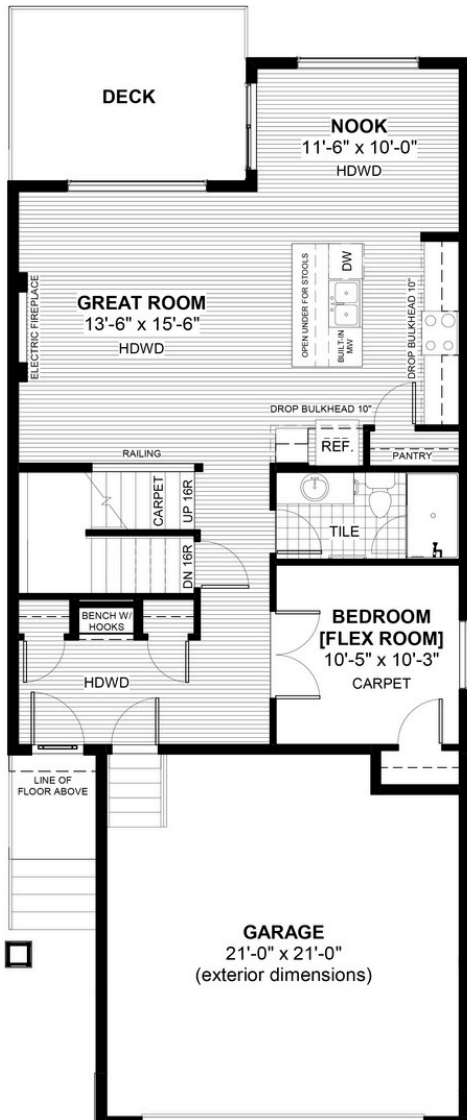 DECK
NOOK
11'-6" x 10'-0"
HDWD
OPEN UNDER FOR STOOLS
DW
BUILT-IN
MW
DROP BULKHEAD 10"
ELECTRIC FIREPLACE
GREAT ROOM
13'-6" x 15'-6"
HDWD
DROP BULKHEAD 10"
REF.
PANTRY
RAILING
CARPET
UP 16R
DN 16R
TILE
BENCH W/
HOOKS
HDWD
BEDROOM
[FLEX ROOM]
10'-5" x 10'-3"
CARPET
LINE OF
FLOOR ABOVE
GARAGE
21'-0" x 21'-0"
(exterior dimensions)